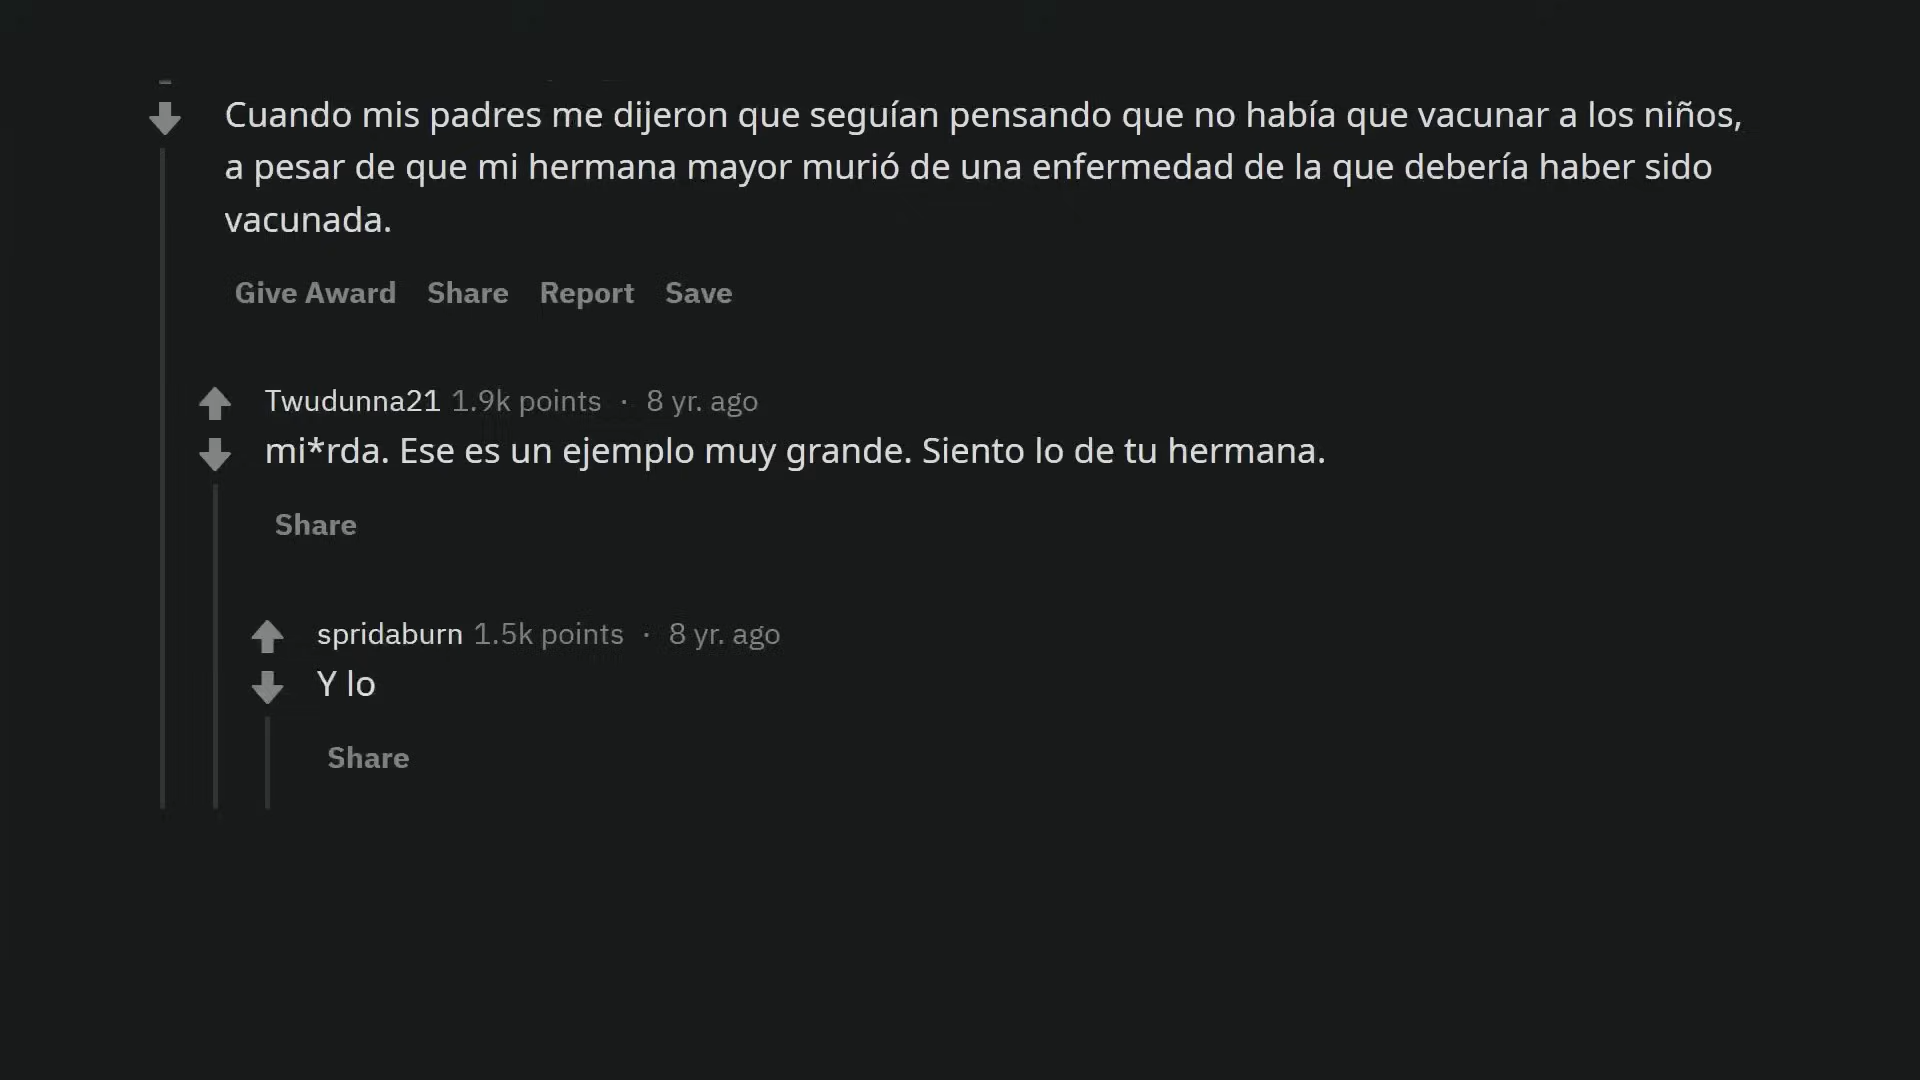 Cuando mis padres me dijeron que seguían pensando que no había que vacunar a los niños,
a pesar de que mi hermana mayor murió de una enfermedad de la que debería haber sido
vacunada.
Give Award Share Report Save
Twudunna21 1.9k points · 8 yr. ago
mi*rda. Ese es un ejemplo muy grande. Siento lo de tu hermana.
Share
spridaburn 1.5k points · 8 yr. ago
Y lo
Share